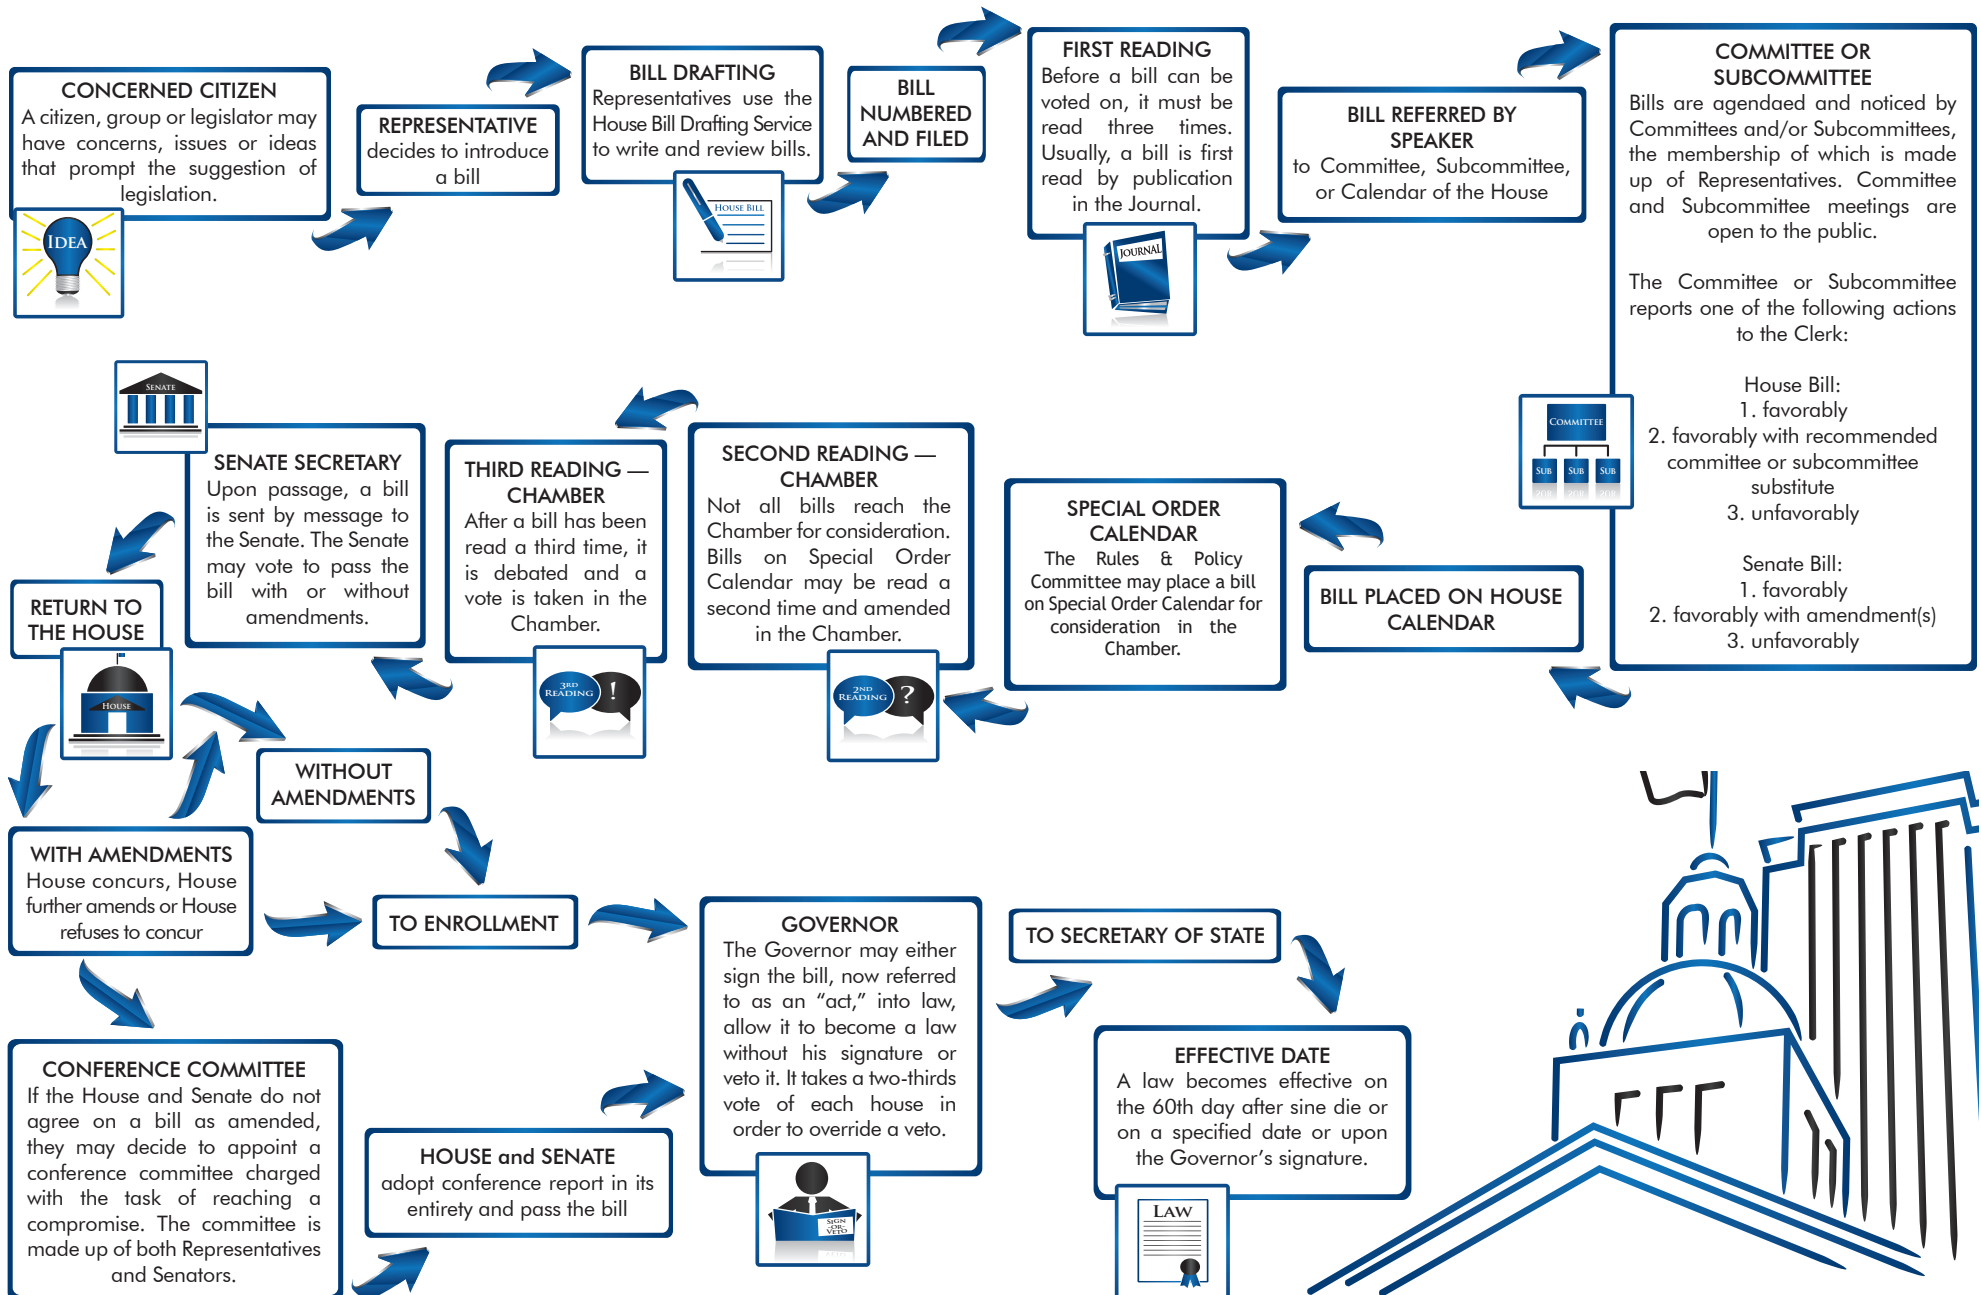 CONCERNED CITIZEN
A citizen, group or legislator may
have concerns, issues or ideas
that prompt the suggestion of
legislation.
IDEA
REPRESENTATIVE
decides to introduce
a bill
BILL DRAFTING
Representatives use the
House Bill Drafting Service
to write and review bills.
HOUSE BILL
BILL
NUMBERED
AND FILED
FIRST READING
Before a bill can be
voted on, it must be
read three times.
Usually, a bill is first
read by publication
in the Journal.
JOURNAL
BILL REFERRED BY
SPEAKER
to Committee, Subcommittee,
or Calendar of the House
COMMITTEE OR
SUBCOMMITTEE
Bills are agendaed and noticed by
Committees and/or Subcommittees,
the membership of which is made
up of Representatives. Committee
and Subcommittee meetings are
open to the public.
The Committee or Subcommittee
reports one of the following actions
to the Clerk:
House Bill:
1. favorably
2. favorably with recommended
committee or subcommittee
substitute
3. unfavorably
Senate Bill:
1. favorably
2. favorably with amendment(s)
3. unfavorably
COMMITTEE
SUB SUB SUB
BILL PLACED ON HOUSE
CALENDAR
SPECIAL ORDER
CALENDAR
The Rules & Policy
Committee may place a bill
on Special Order Calendar for
consideration in the
Chamber.
SECOND READING —
CHAMBER
Not all bills reach the
Chamber for consideration.
Bills on Special Order
Calendar may be read a
second time and amended
in the Chamber.
2ND
READING
?
THIRD READING —
CHAMBER
After a bill has been
read a third time, it
is debated and a
vote is taken in the
Chamber.
3RD
READING
!
SENATE
SENATE SECRETARY
Upon passage, a bill
is sent by message to
the Senate. The Senate
may vote to pass the
bill with or without
amendments.
RETURN TO
THE HOUSE
HOUSE
WITHOUT
AMENDMENTS
WITH AMENDMENTS
House concurs, House
further amends or House
refuses to concur
TO ENROLLMENT
CONFERENCE COMMITTEE
If the House and Senate do not
agree on a bill as amended,
they may decide to appoint a
conference committee charged
with the task of reaching a
compromise. The committee is
made up of both Representatives
and Senators.
HOUSE and SENATE
adopt conference report in its
entirety and pass the bill
GOVERNOR
The Governor may either
sign the bill, now referred
to as an “act,” into law,
allow it to become a law
without his signature or
veto it. It takes a two-thirds
vote of each house in
order to override a veto.
SIGN
-OR-
VETO
TO SECRETARY OF STATE
EFFECTIVE DATE
A law becomes effective on
the 60th day after sine die or
on a specified date or upon
the Governor’s signature.
LAW